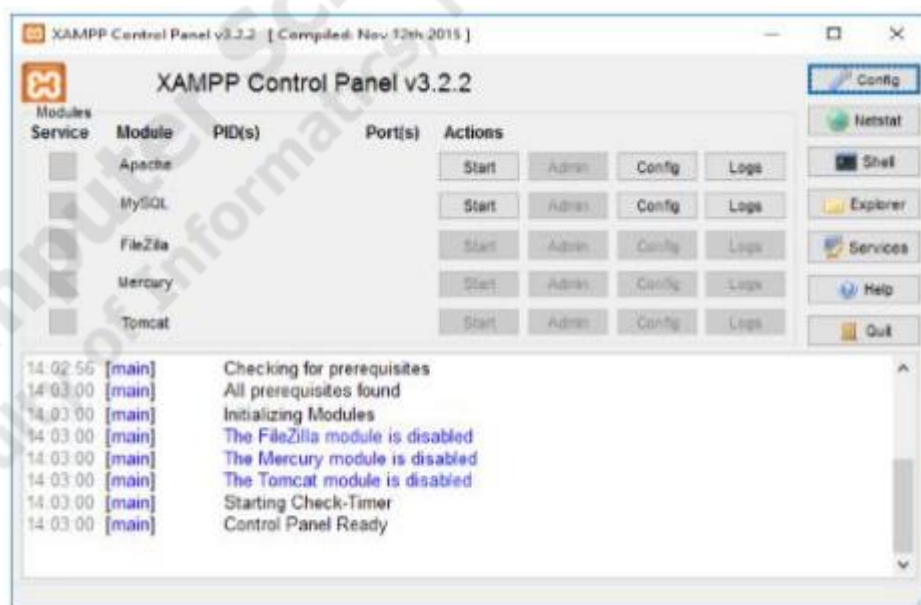 XAMPP Control Panel v3.2.2 [ Compiled: Nov 12th 2015 ]
XAMPP Control Panel v3.2.2
Modules
Service Module PID(s) Port(s) Actions
Apache Start Admin Config Logs
MySQL Start Admin Config Logs
FileZilla Start Admin Config Logs
Mercury Start Admin Config Logs
Tomcat Start Admin Config Logs
Config
Netstat
Shell
Explorer
Services
Help
Quit
14:02:56 [main] Checking for prerequisites
14:03:00 [main] All prerequisites found
14:03:00 [main] Initializing Modules
14:03:00 [main] The FileZilla module is disabled
14:03:00 [main] The Mercury module is disabled
14:03:00 [main] The Tomcat module is disabled
14:03:00 [main] Starting Check-Timer
14:03:00 [main] Control Panel Ready
of Informatics,